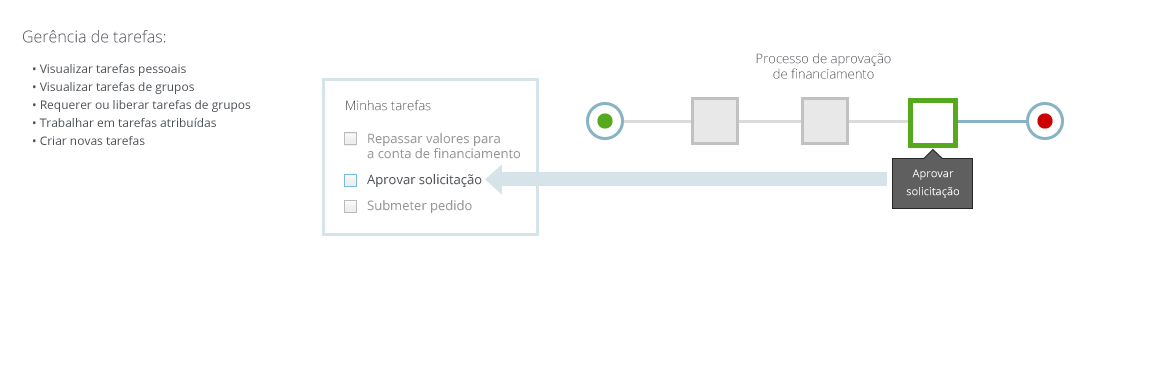 Gerência de tarefas:
• Visualizar tarefas pessoais
• Visualizar tarefas de grupos
• Requerer ou liberar tarefas de grupos
• Trabalhar em tarefas atribuídas
• Criar novas tarefas
Minhas tarefas
Repassar valores para
a conta de financiamento
Aprovar solicitação
Submeter pedido
Processo de aprovação
de financiamento
Aprovar
solicitação